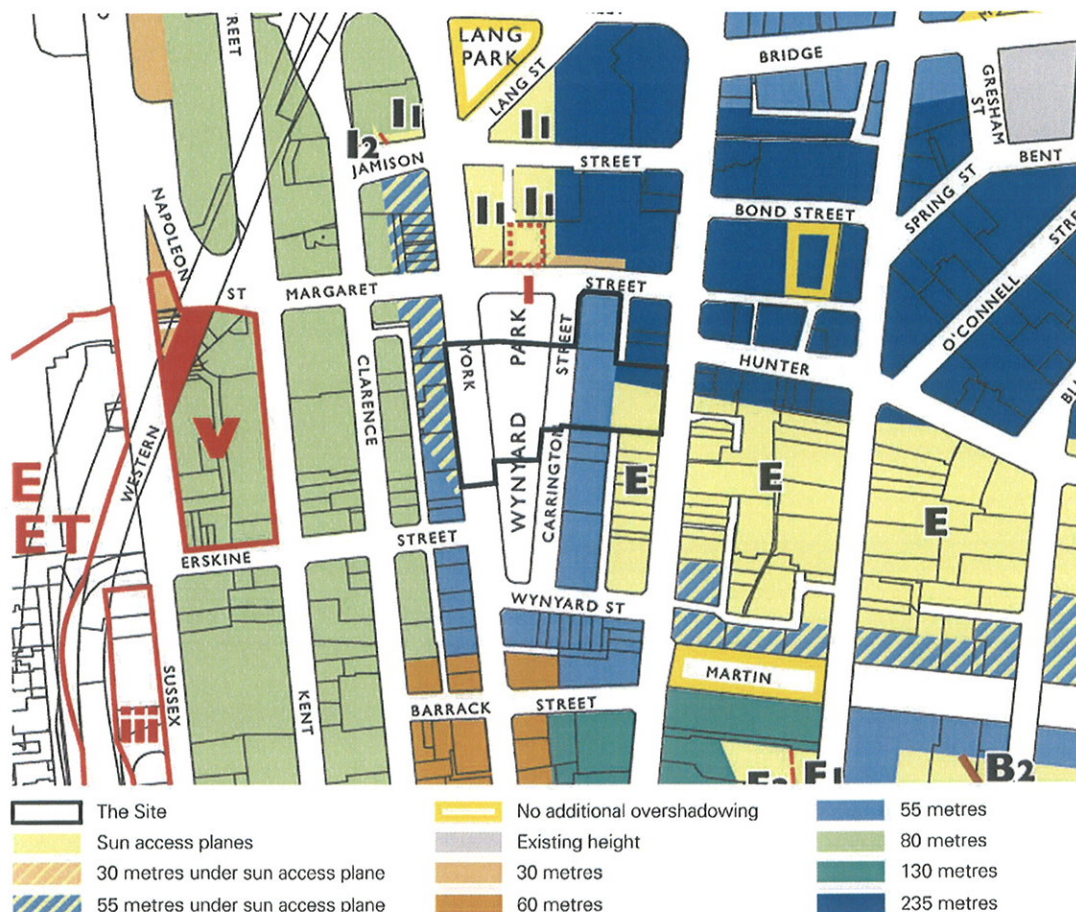 STREET
LANG
PARK
LANG ST
BRIDGE
GRESHAM
ST
BENT
I2
JAMISON
STREET
SPRING ST
BOND STREET
STRE
NAPOLEON
ST
MARGARET
STREET
O'CONNELL
I
HUNTER
YORK
WYNYARD PARK
STREET
CARRINGTON
CLARENCE
WESTERN
V
E
ET
E
E
E
ERSKINE
STREET
WYNYARD ST
MARTIN
SUSSEX
iii
KENT
BARRACK
STREET
E1
B2
The Site
Sun access planes
30 metres under sun access plane
55 metres under sun access plane
No additional overshadowing
Existing height
30 metres
60 metres
55 metres
80 metres
130 metres
235 metres